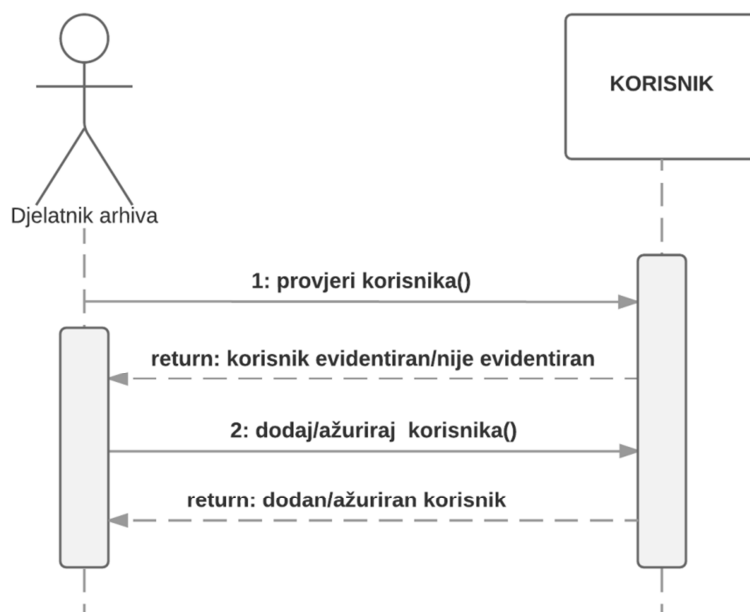 KORISNIK
Djelatnik arhiva
1: provjeri korisnika()
return: korisnik evidentiran/nije evidentiran
2: dodaj/ažuriraj  korisnika()
return: dodan/ažuriran korisnik